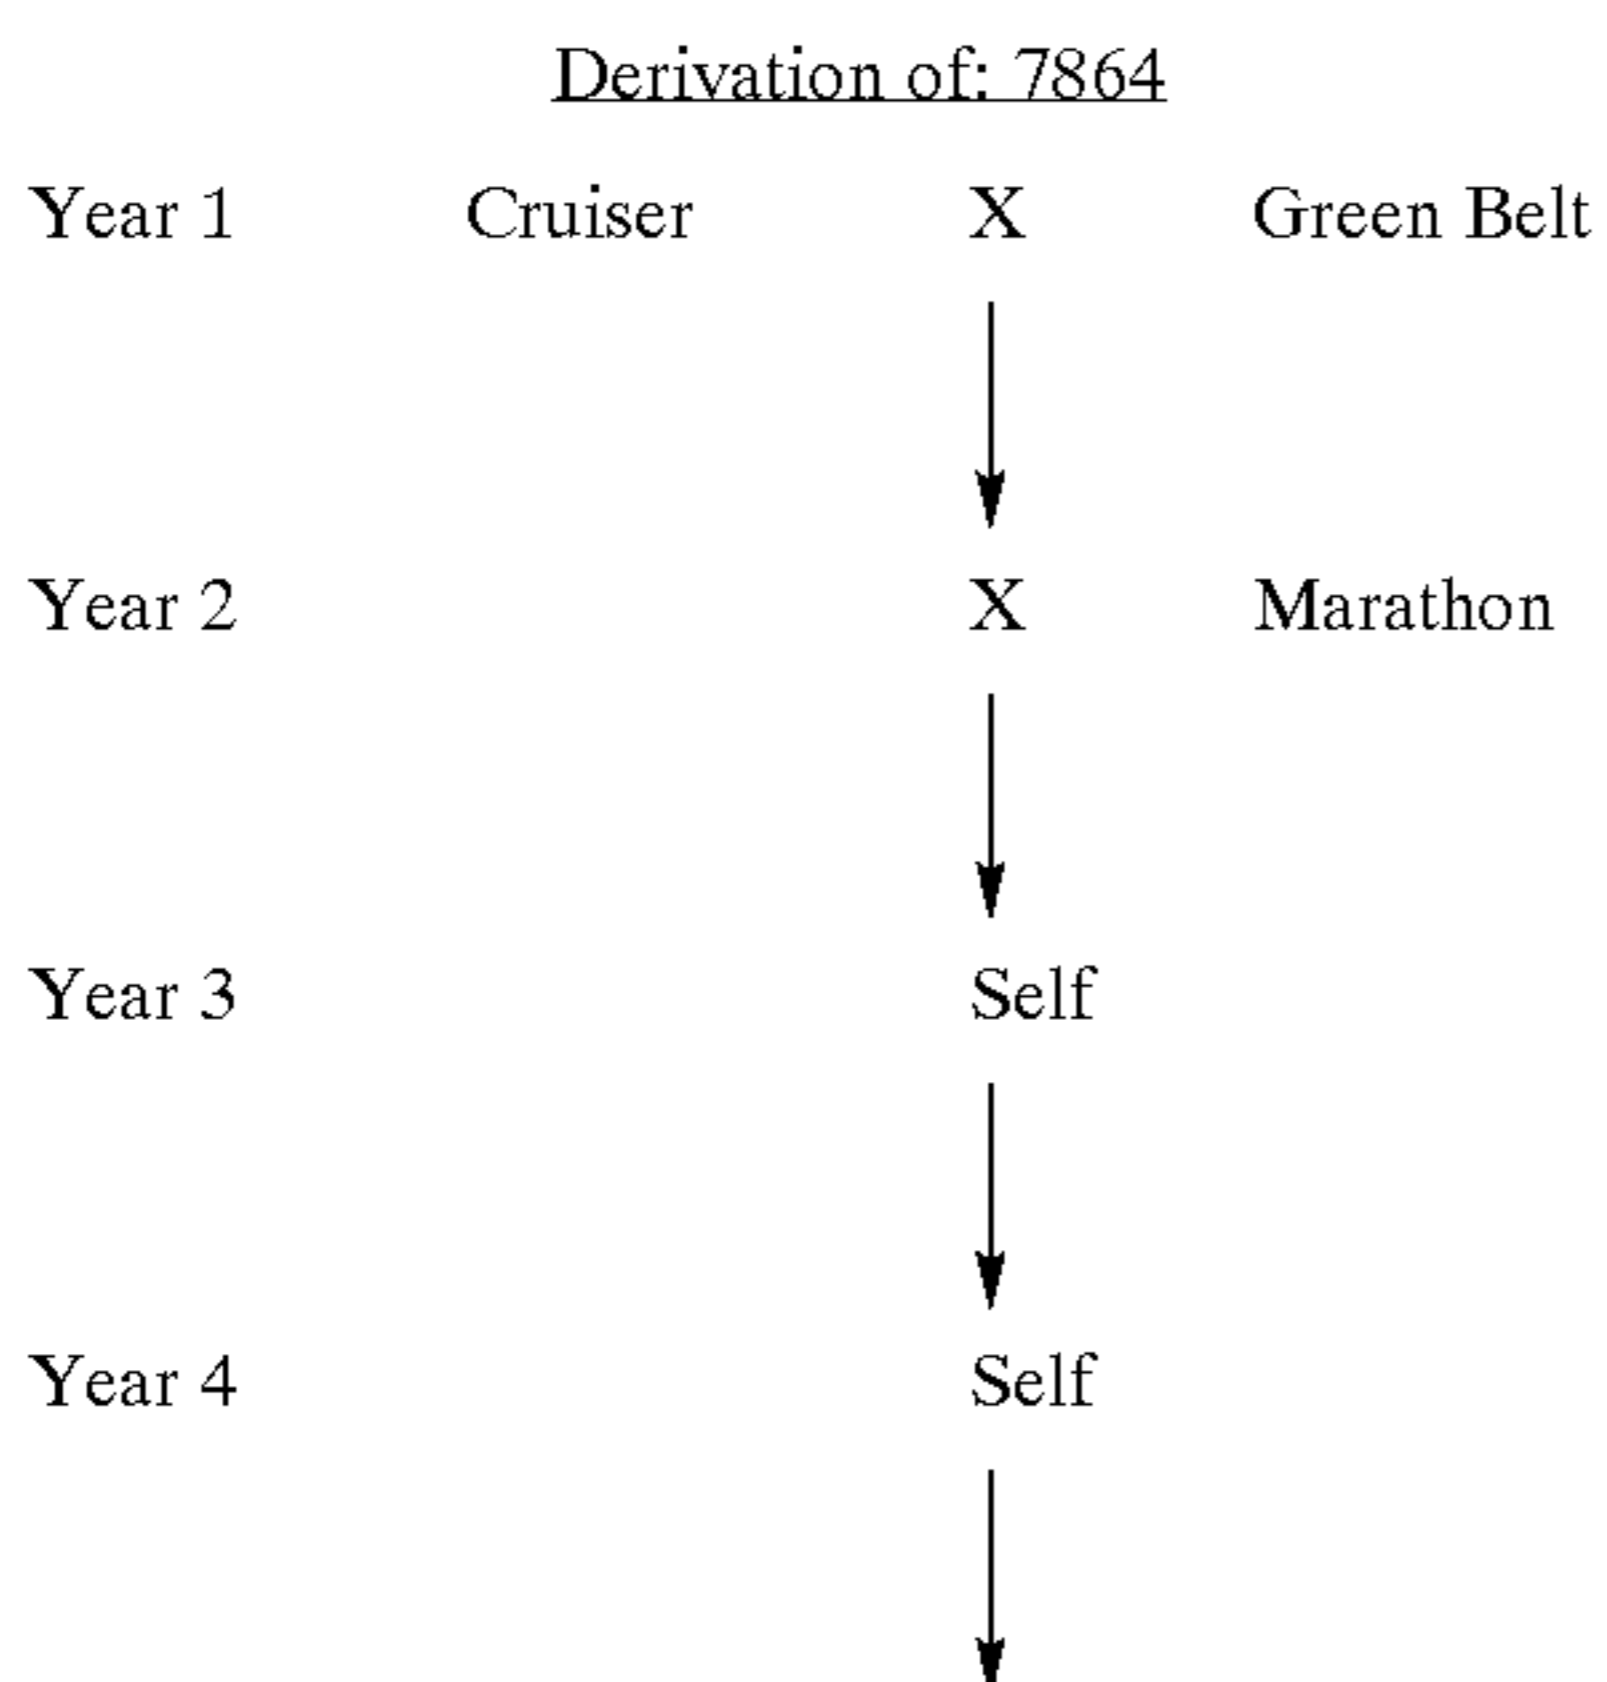 Derivation of: 7864
Year 1 Cruiser X Green Belt
Year 2 X Marathon
Year 3 Self
Year 4 Self